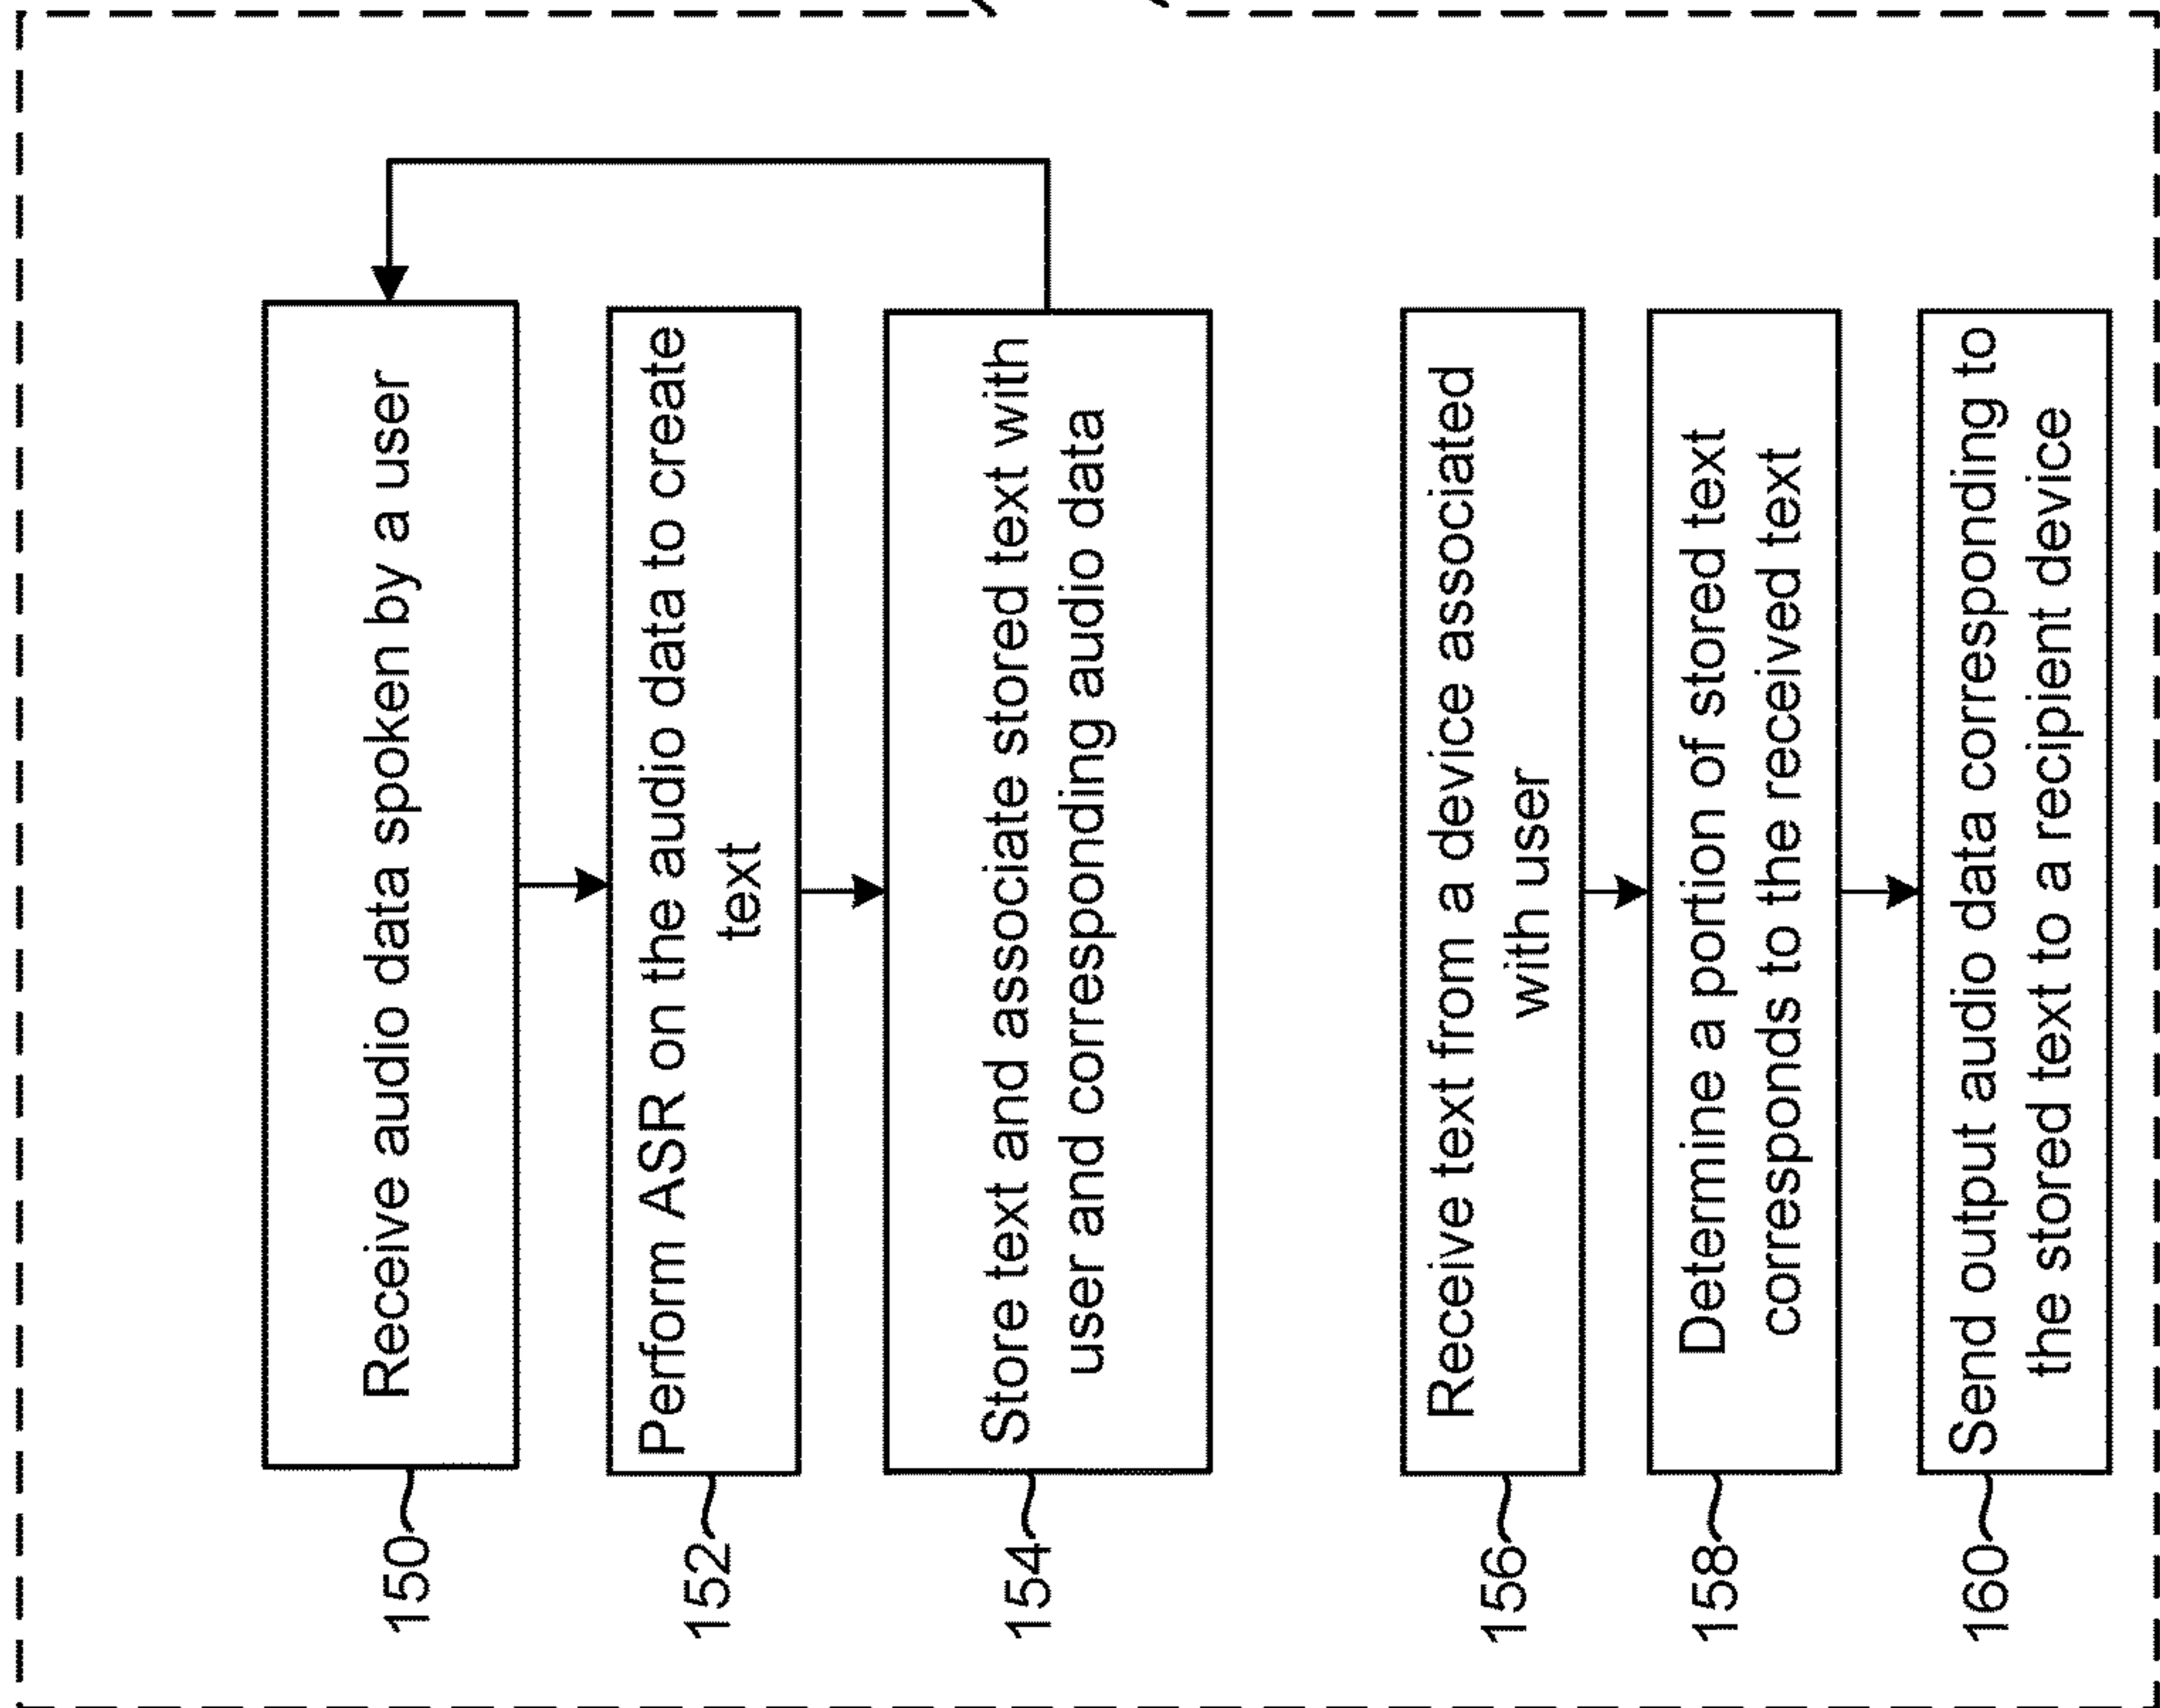 150
Receive audio data spoken by a user
152
Perform ASR on the audio data to create
text
154
Store text and associate stored text with
user and corresponding audio data
156
Receive text from a device associated
with user
158
Determine a portion of stored text
corresponds to the received text
160
Send output audio data corresponding to
the stored text to a recipient device